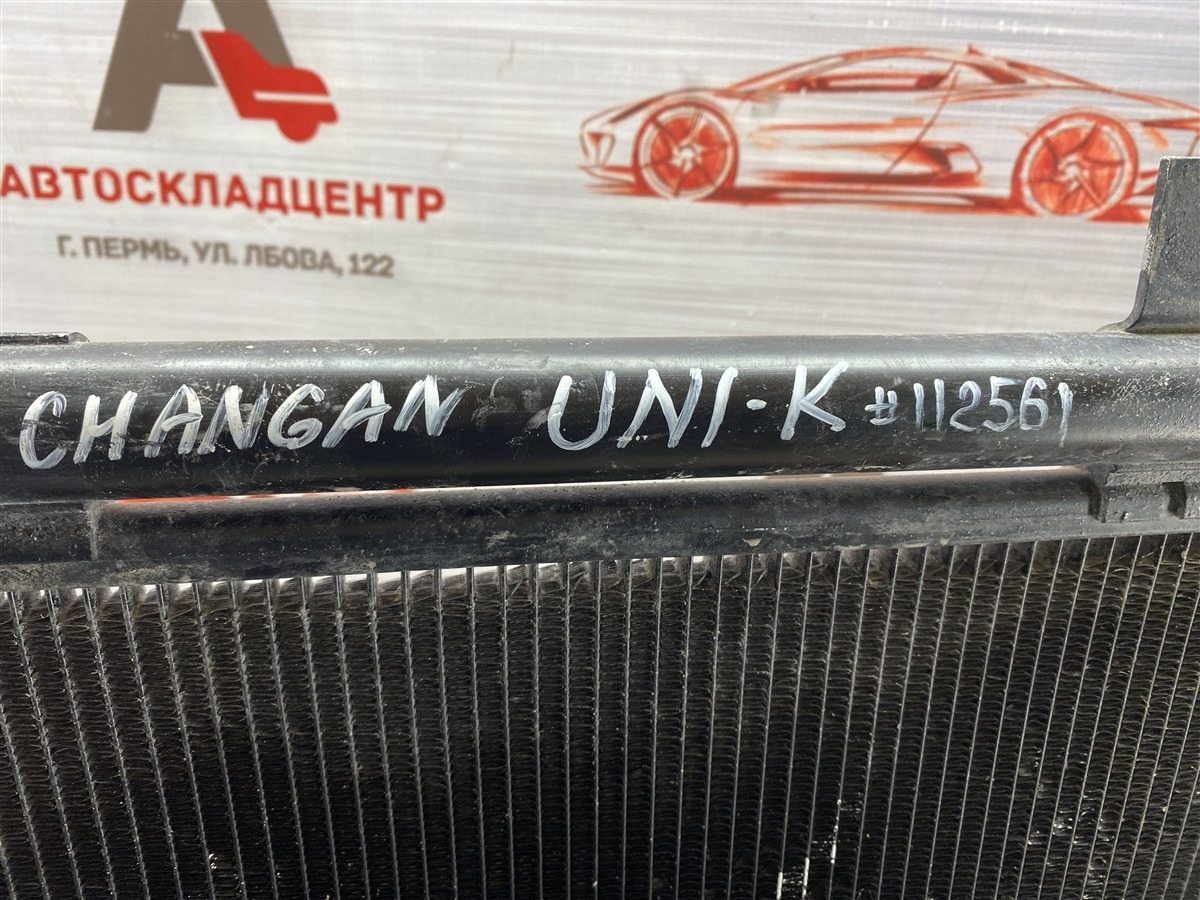 АВТОСКЛАДЦЕНТР
Г. ПЕРМЬ, УЛ. ЛБОВА, 122
CHANGAN UNI-K #112561